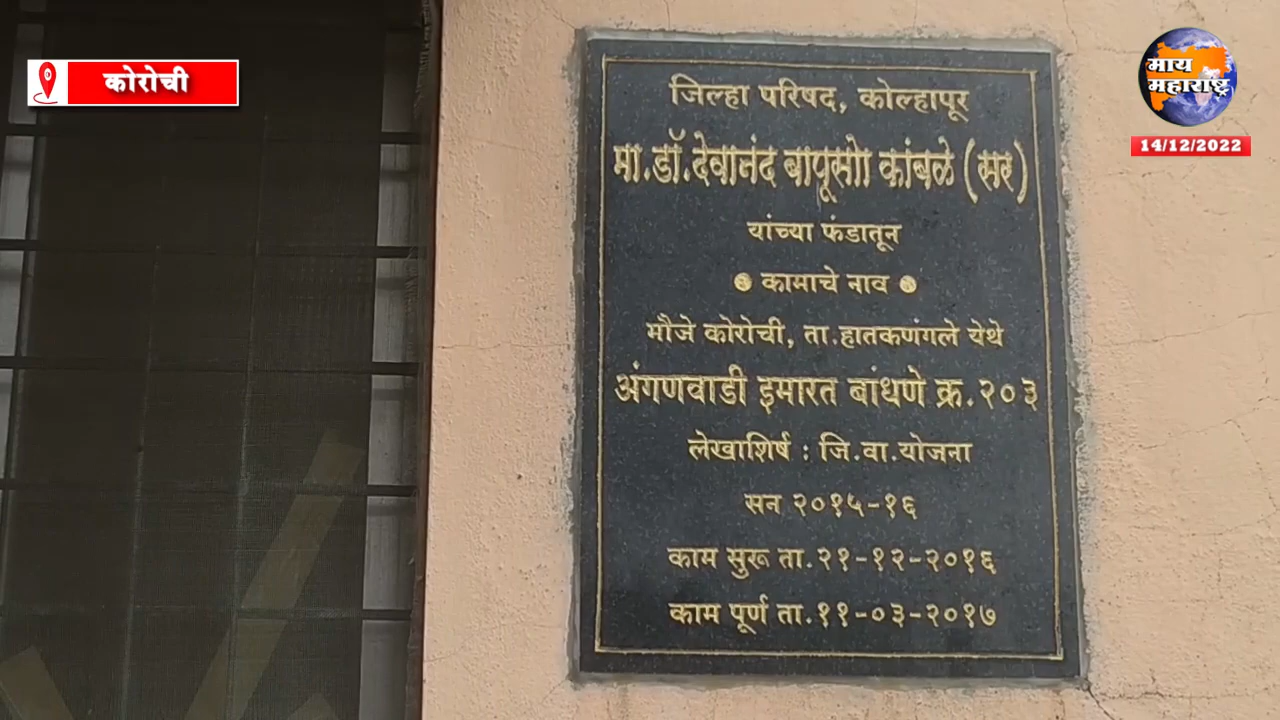 कोरोची
माय
महाराष्ट्र
14/12/2022
जिल्हा परिषद, कोल्हापूर
मा.डॉ.देवानंद बापूसाो कांबळे (सर)
यांच्या फंडातून
कामाचे नाव
मौजे कोरोची, ता.हातकणंगले येथे
अंगणवाडी इमारत बांधणे क्र.२०३
लेखाशिर्ष : जि.वा.योजना
सन २०१५-१६
काम सुरू ता.२१-१२-२०१६
काम पूर्ण ता.११-०३-२०१७